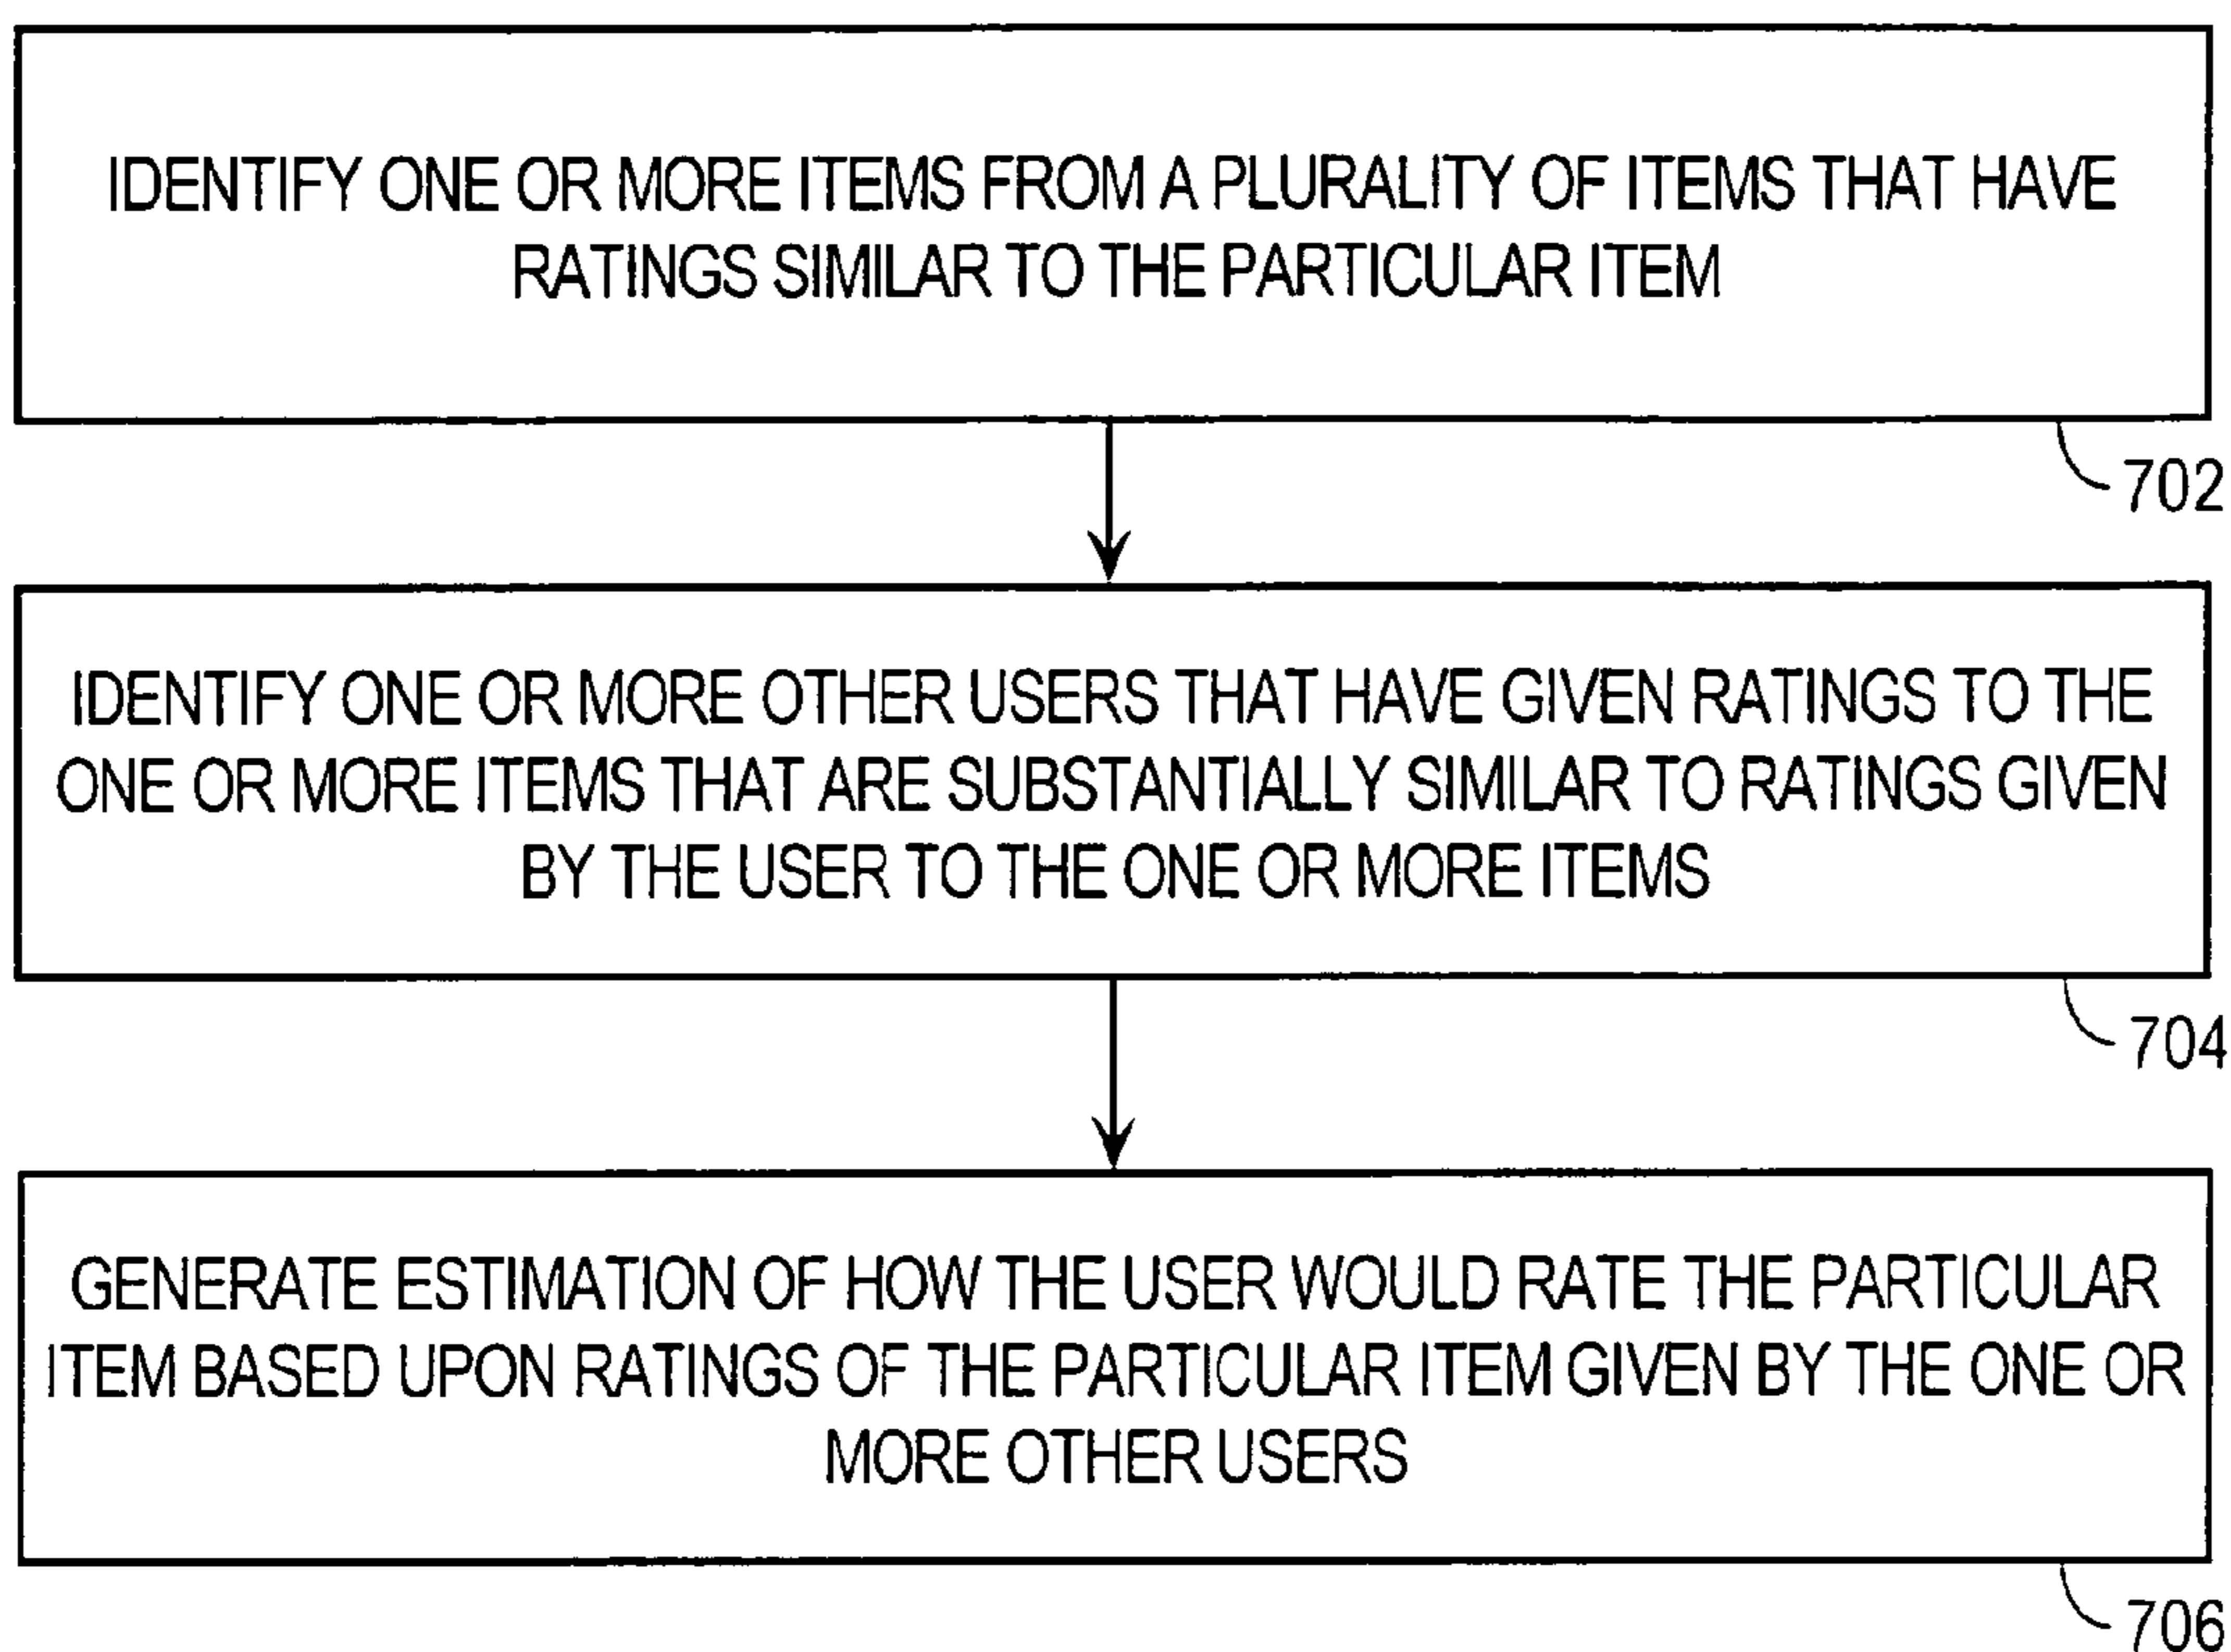 IDENTIFY ONE OR MORE ITEMS FROM A PLURALITY OF ITEMS THAT HAVE
RATINGS SIMILAR TO THE PARTICULAR ITEM
702
IDENTIFY ONE OR MORE OTHER USERS THAT HAVE GIVEN RATINGS TO THE
ONE OR MORE ITEMS THAT ARE SUBSTANTIALLY SIMILAR TO RATINGS GIVEN
BY THE USER TO THE ONE OR MORE ITEMS
704
GENERATE ESTIMATION OF HOW THE USER WOULD RATE THE PARTICULAR
ITEM BASED UPON RATINGS OF THE PARTICULAR ITEM GIVEN BY THE ONE OR
MORE OTHER USERS
706